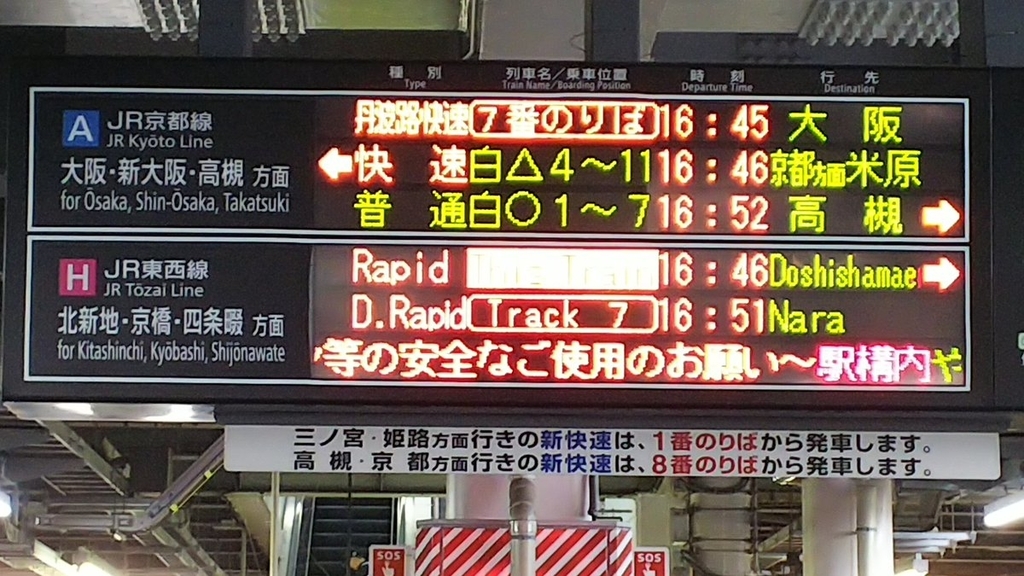 種別 列車名／乗車位置 時刻 行先
Type Train Name/Boarding Position Departure Time Destination
A JR京都線
JR Kyōto Line
大阪・新大阪・高槻 方面
for Ōsaka, Shin-Ōsaka, Takatsuki
丹波路快速 7番のりば 16：45 大阪
←快速 白△4～11 16：46 京都方面米原
普通 白○1～7 16：52 高槻 →
H JR東西線
JR Tōzai Line
北新地・京橋・四条畷 方面
for Kitashinchi, Kyōbashi, Shijōnawate
Rapid This Train 16：46 Doshishamae →
D.Rapid Track 7 16：51 Nara
等の安全なご使用のお願い～駅構内や
三ノ宮・姫路方面行きの新快速は、1番のりばから発車します。
高槻・京都方面行きの新快速は、8番のりばから発車します。
SOS SOS